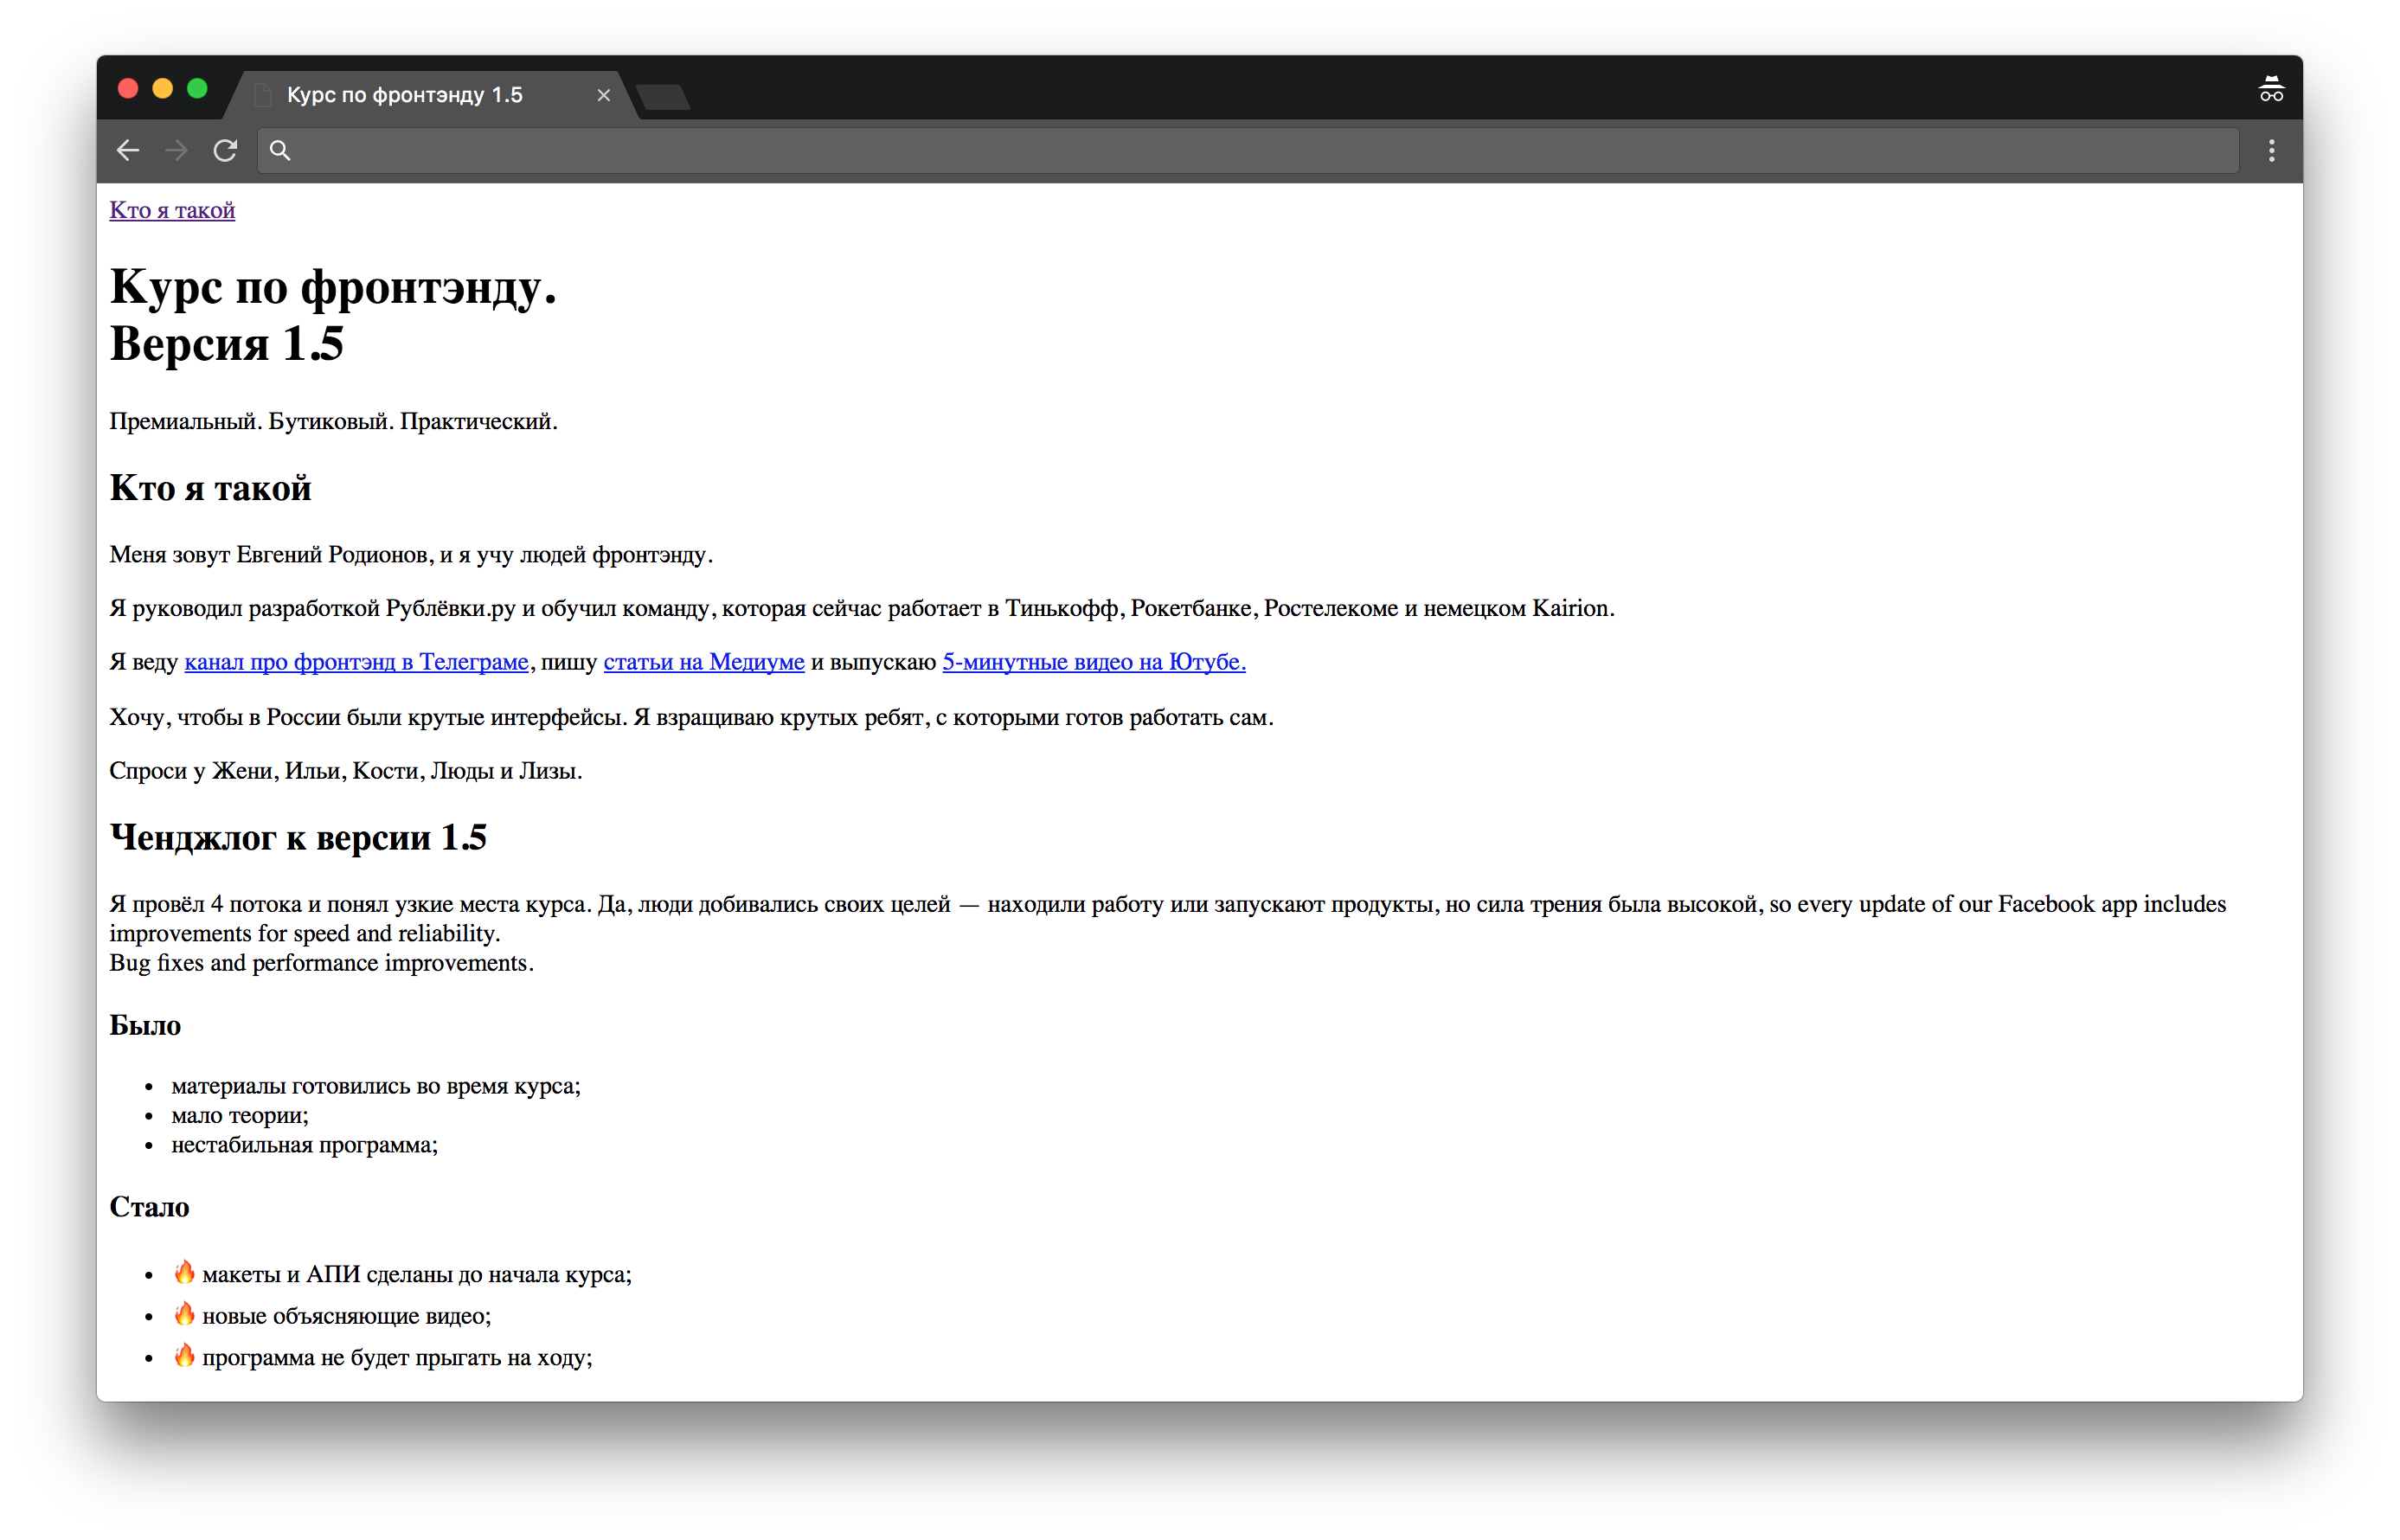 Курс по фронтэнду 1.5
Кто я такой
Курс по фронтэнду.
Версия 1.5
Премиальный. Бутиковый. Практический.
Кто я такой
Меня зовут Евгений Родионов, и я учу людей фронтэнду.
Я руководил разработкой Рублёвки.ру и обучил команду, которая сейчас работает в Тинькофф, Рокетбанке, Ростелекоме и немецком Kairion.
Я веду канал про фронтэнд в Телеграме, пишу статьи на Медиуме и выпускаю 5-минутные видео на Ютубе.
Хочу, чтобы в России были крутые интерфейсы. Я взращиваю крутых ребят, с которыми готов работать сам.
Спроси у Жени, Ильи, Кости, Люды и Лизы.
Ченджлог к версии 1.5
Я провёл 4 потока и понял узкие места курса. Да, люди добивались своих целей — находили работу или запускают продукты, но сила трения была высокой, so every update of our Facebook app includes
improvements for speed and reliability.
Bug fixes and performance improvements.
Было
• материалы готовились во время курса;
• мало теории;
• нестабильная программа;
Стало
• 🔥 макеты и АПИ сделаны до начала курса;
• 🔥 новые объясняющие видео;
• 🔥 программа не будет прыгать на ходу;